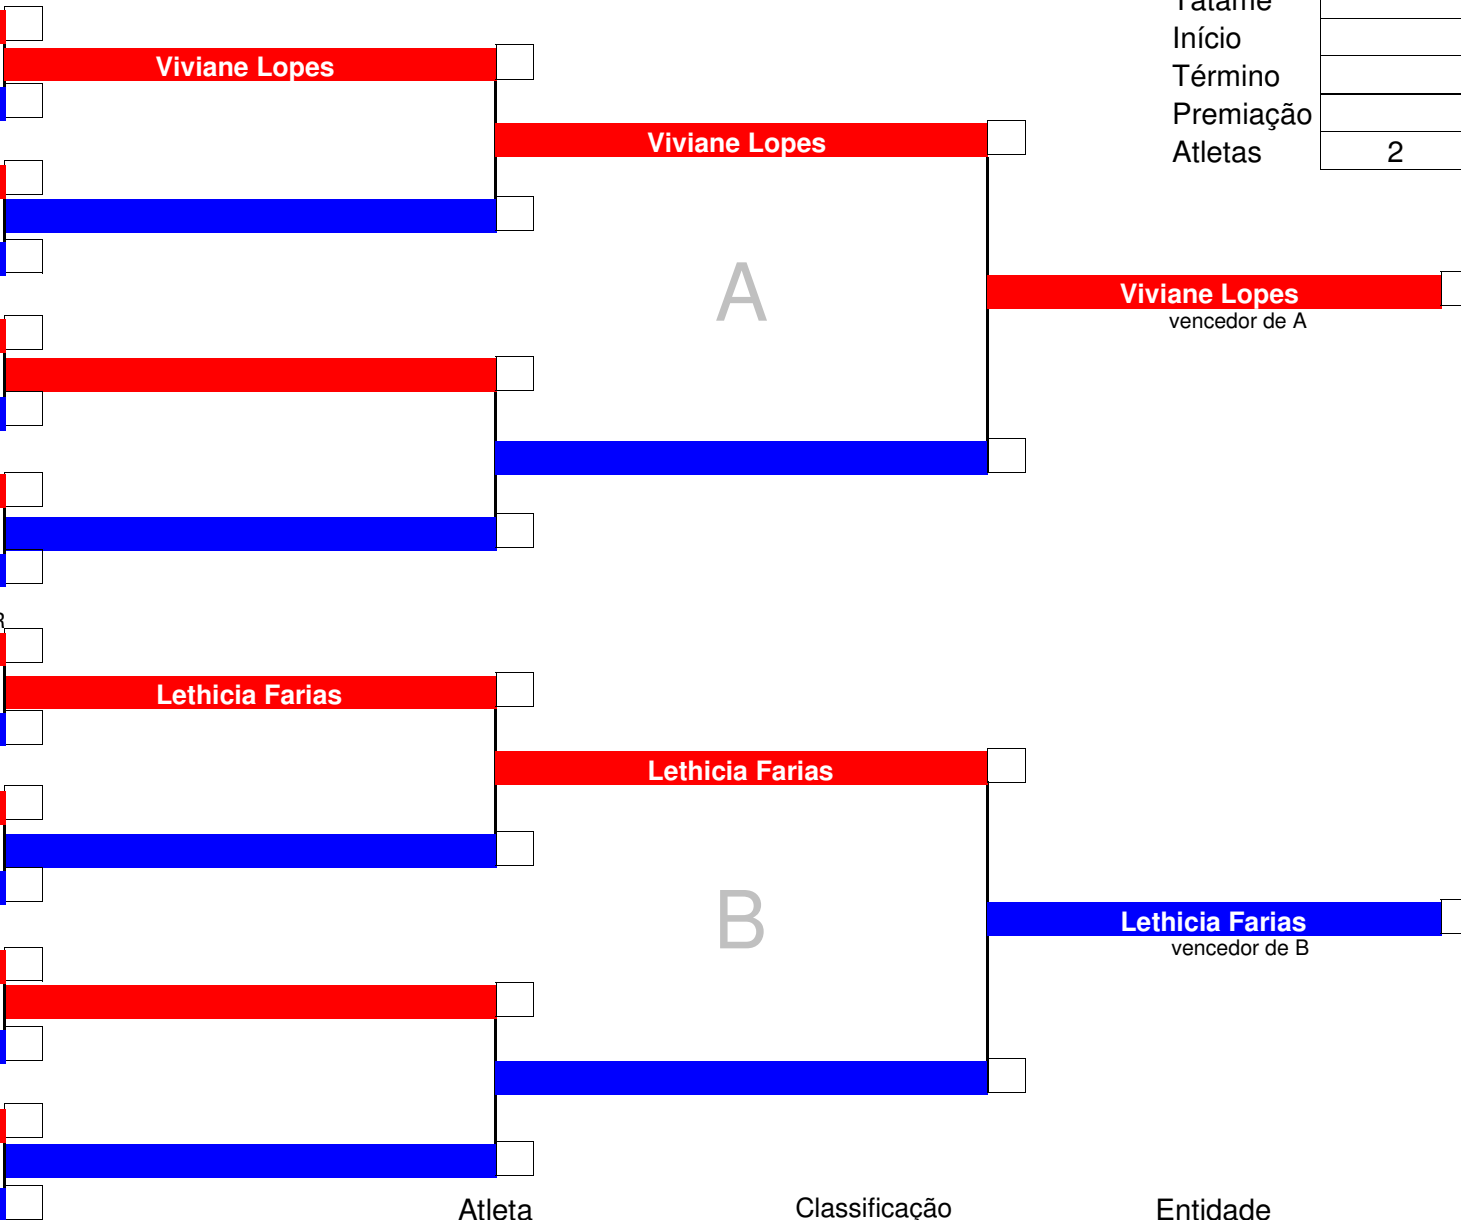 Tatame
Início
Viviane Lopes
Término
Premiação
Viviane Lopes
Atletas 2
A
Viviane Lopes
vencedor de A
Lethicia Farias
Lethicia Farias
B
Lethicia Farias
vencedor de B
Atleta Classificação Entidade